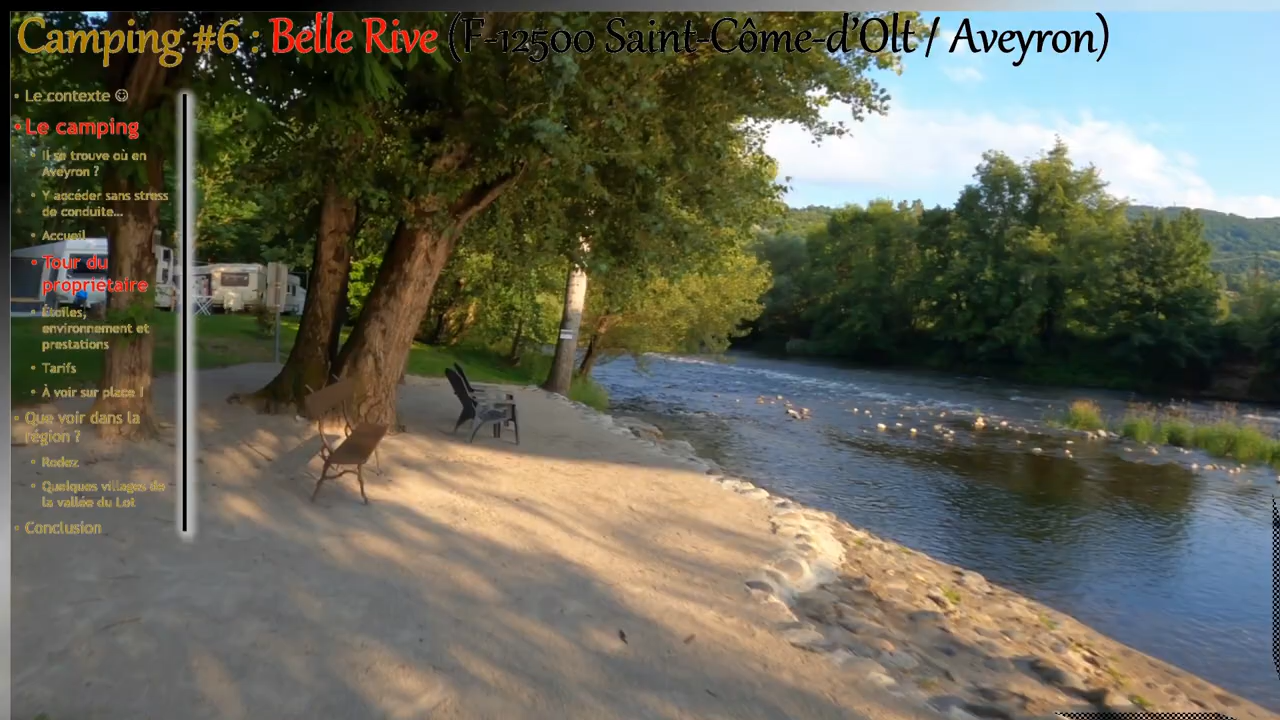 Camping #6 : Belle Rive (F-12500 Saint-Côme-d'Olt / Aveyron)
• Le contexte ☺
• Le camping
• Il se trouve où en
Aveyron ?
• Y accéder sans stress
de conduite...
• Accueil
• Tour du
propriétaire
• Étoiles,
environnement et
prestations
• Tarifs
• À voir sur place !
• Que voir dans la
région ?
• Rodez
• Quelques villages de
la vallée du Lot
• Conclusion